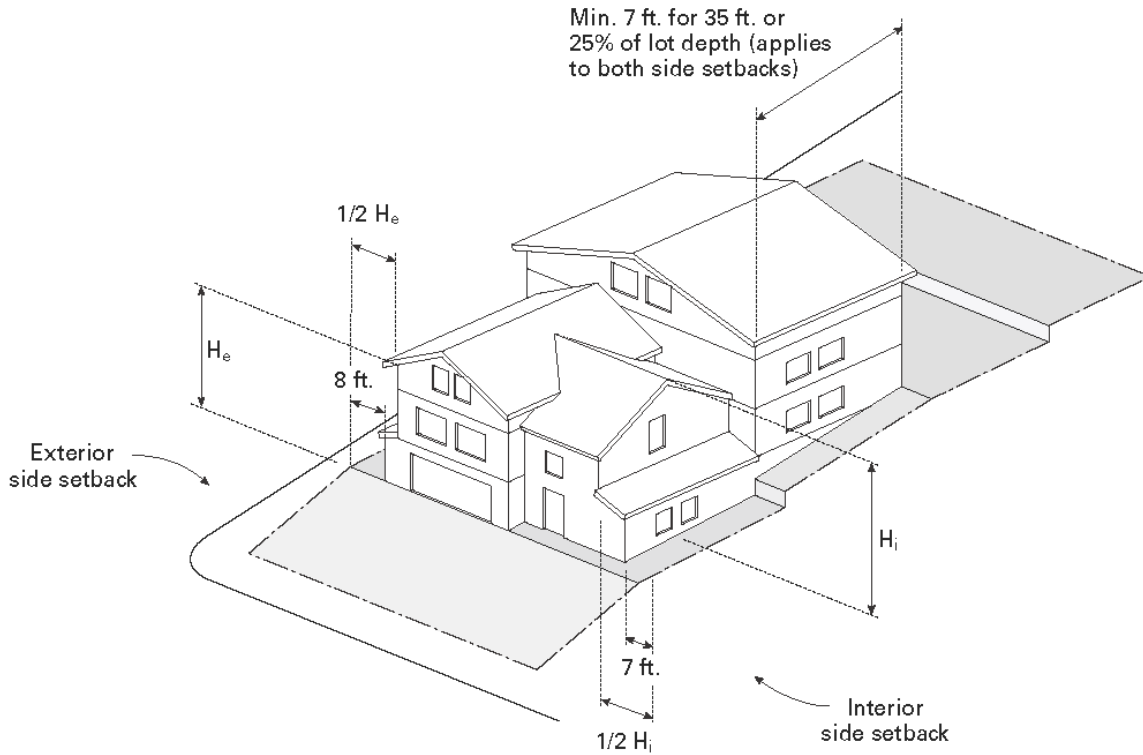 Min. 7 ft. for 35 ft. or
25% of lot depth (applies
to both side setbacks)
1/2 Hₑ
Hₑ
8 ft.
Exterior
side setback
Hᵢ
7 ft.
1/2 Hᵢ
Interior
side setback